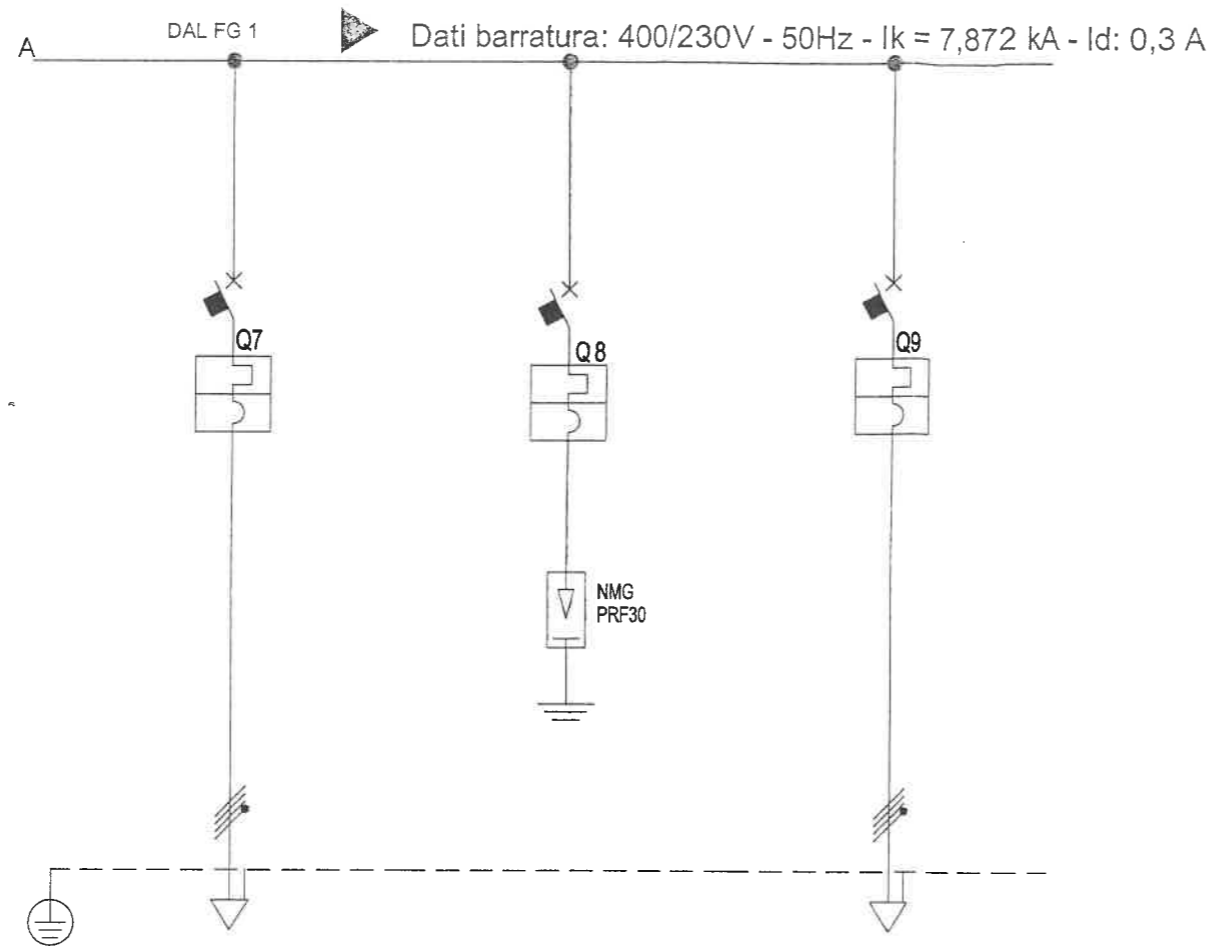 DAL FG 1
Dati barratura: 400/230V - 50Hz - Ik = 7,872 kA - Id: 0,3 A
A
Q7
Q8
Q9
NMG
PRF30